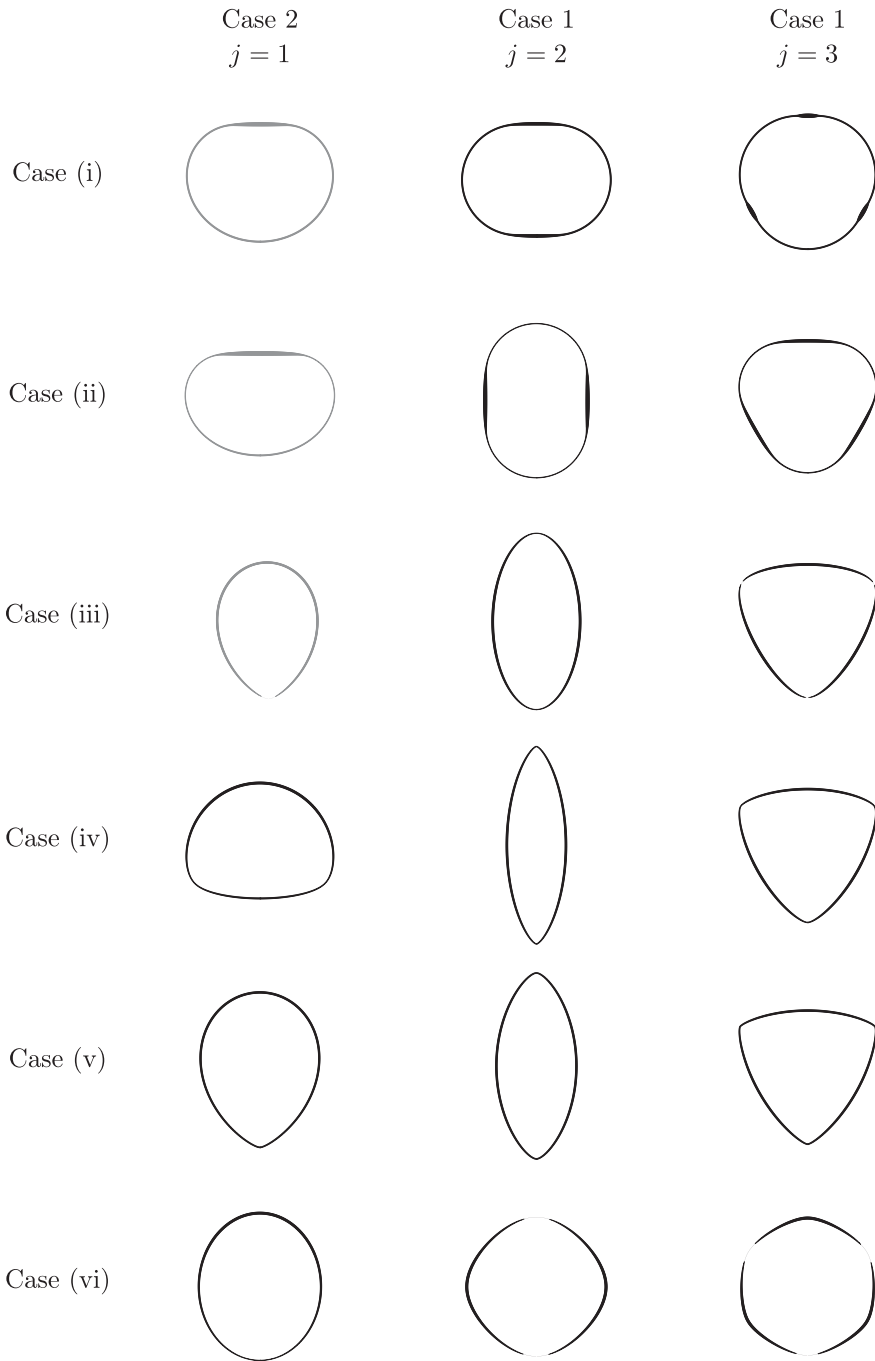 Case 2 Case 1 Case 1
j = 1 j = 2 j = 3
Case (i)
Case (ii)
Case (iii)
Case (iv)
Case (v)
Case (vi)